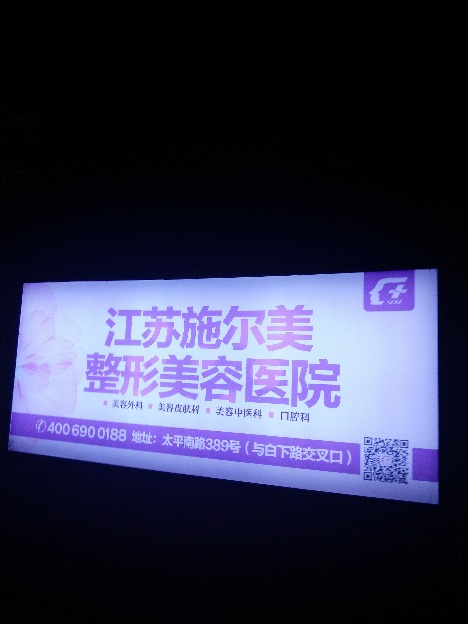 江苏施尔美
整形美容医院
美容外科 美容皮肤科 美容中医科 口腔科
400 690 0188 地址：太平南路389号（与白下路交叉口）